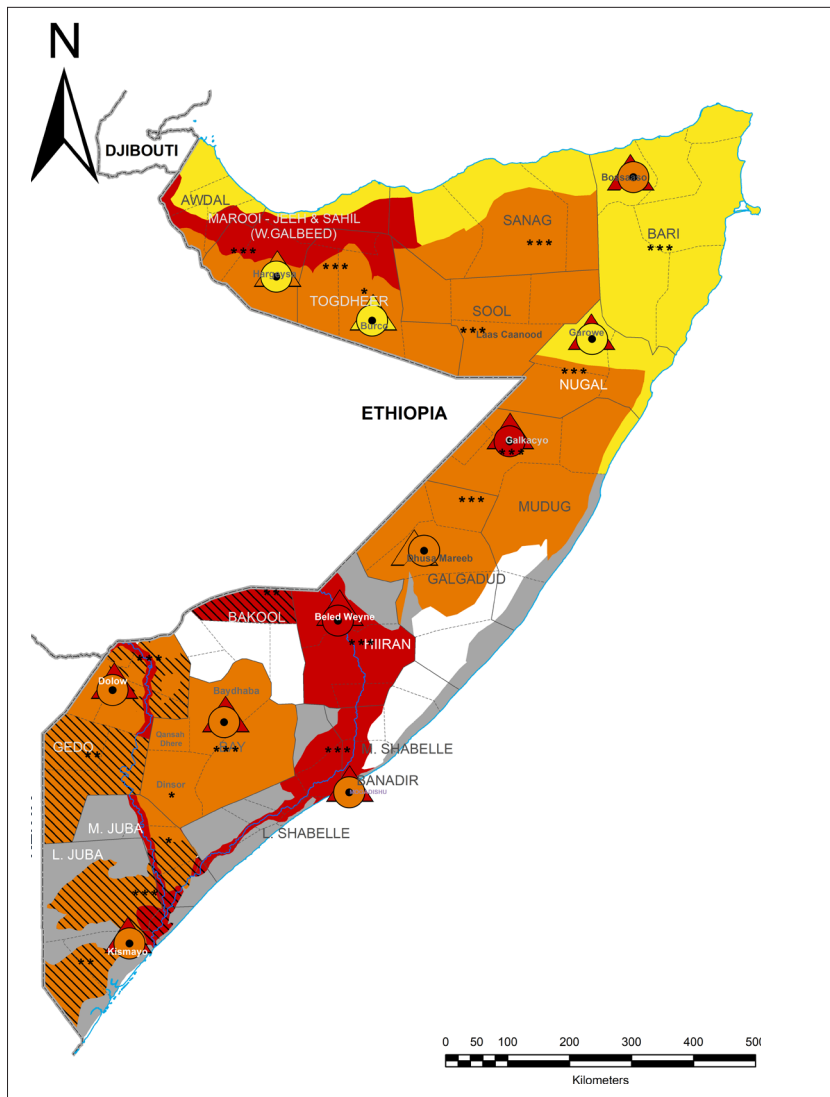 N
DJIBOUTI
AWDAL
MAROOI - JEEH & SAHIL
(W.GALBEED)
***
Hargeysa
***
*
TOGDHEER
Burco
SANAG
***
Bossasso
BARI
***
SOOL
***
Laas Caanood
Garowe
***
NUGAL
ETHIOPIA
Galkacyo
***
***
MUDUG
Dhusa Mareeb
GALGADUD
**
BAKOOL
Beled Weyne
***
HIIRAN
***
Dolow
Baydhaba
Qansah
Dhere
BAY
***
GEDO
**
Dinsor
*
***
M. SHABELLE
BANADIR
M. JUBA
*
L. SHABELLE
L. JUBA
***
Kismayo
**
0 50 100 200 300 400 500
Kilometers